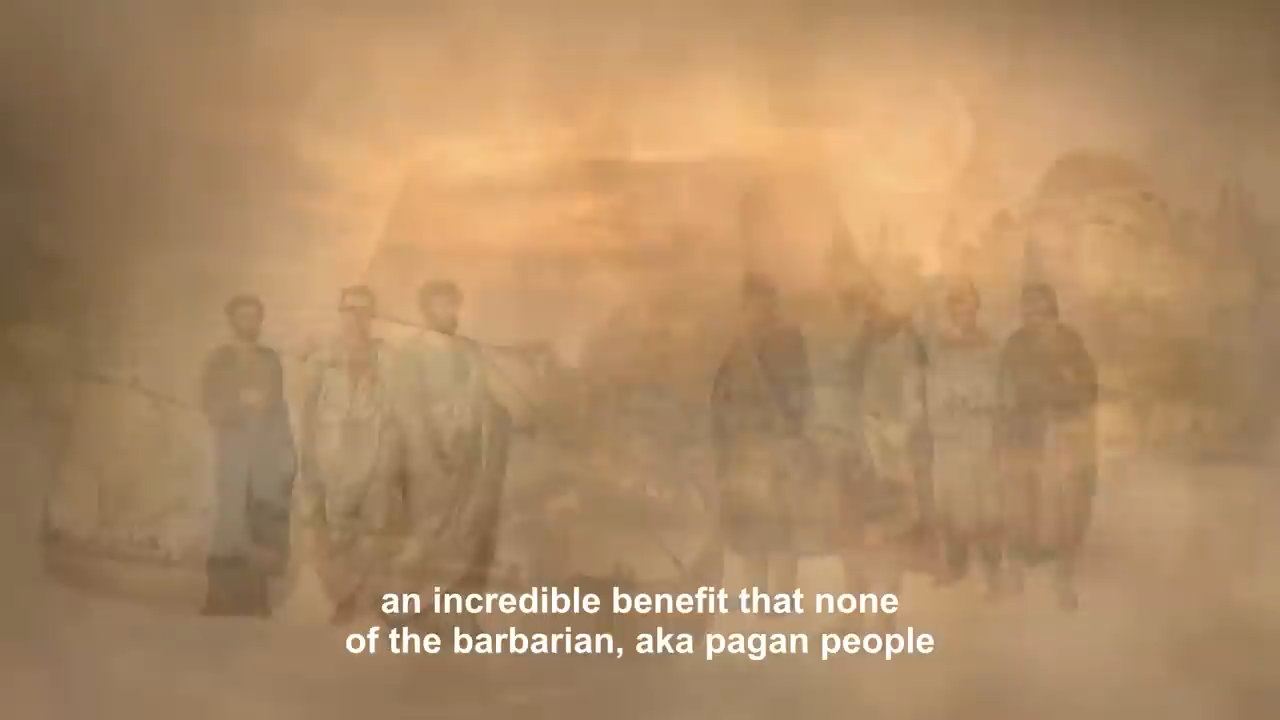 an incredible benefit that none
of the barbarian, aka pagan people